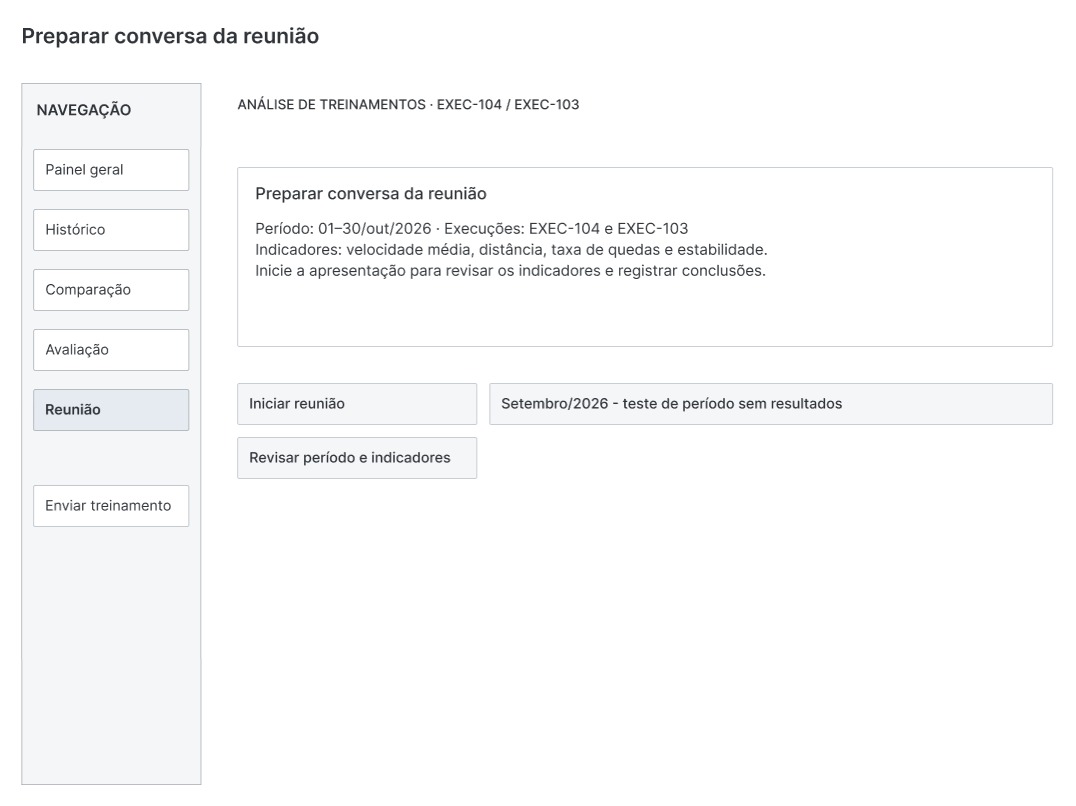 Preparar conversa da reunião
NAVEGAÇÃO
Painel geral
Histórico
Comparação
Avaliação
Reunião
Enviar treinamento
ANÁLISE DE TREINAMENTOS · EXEC-104 / EXEC-103
Preparar conversa da reunião
Período: 01–30/out/2026 · Execuções: EXEC-104 e EXEC-103
Indicadores: velocidade média, distância, taxa de quedas e estabilidade.
Inicie a apresentação para revisar os indicadores e registrar conclusões.
Iniciar reunião
Setembro/2026 - teste de período sem resultados
Revisar período e indicadores